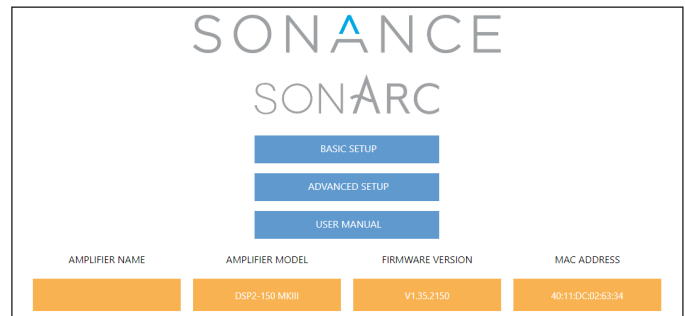 SONANCE
SONARC
BASIC SETUP
ADVANCED SETUP
USER MANUAL
AMPLIFIER NAME AMPLIFIER MODEL FIRMWARE VERSION MAC ADDRESS
DSP2-150 MKIII V1.35.2150 40:11:DC:02:63:34